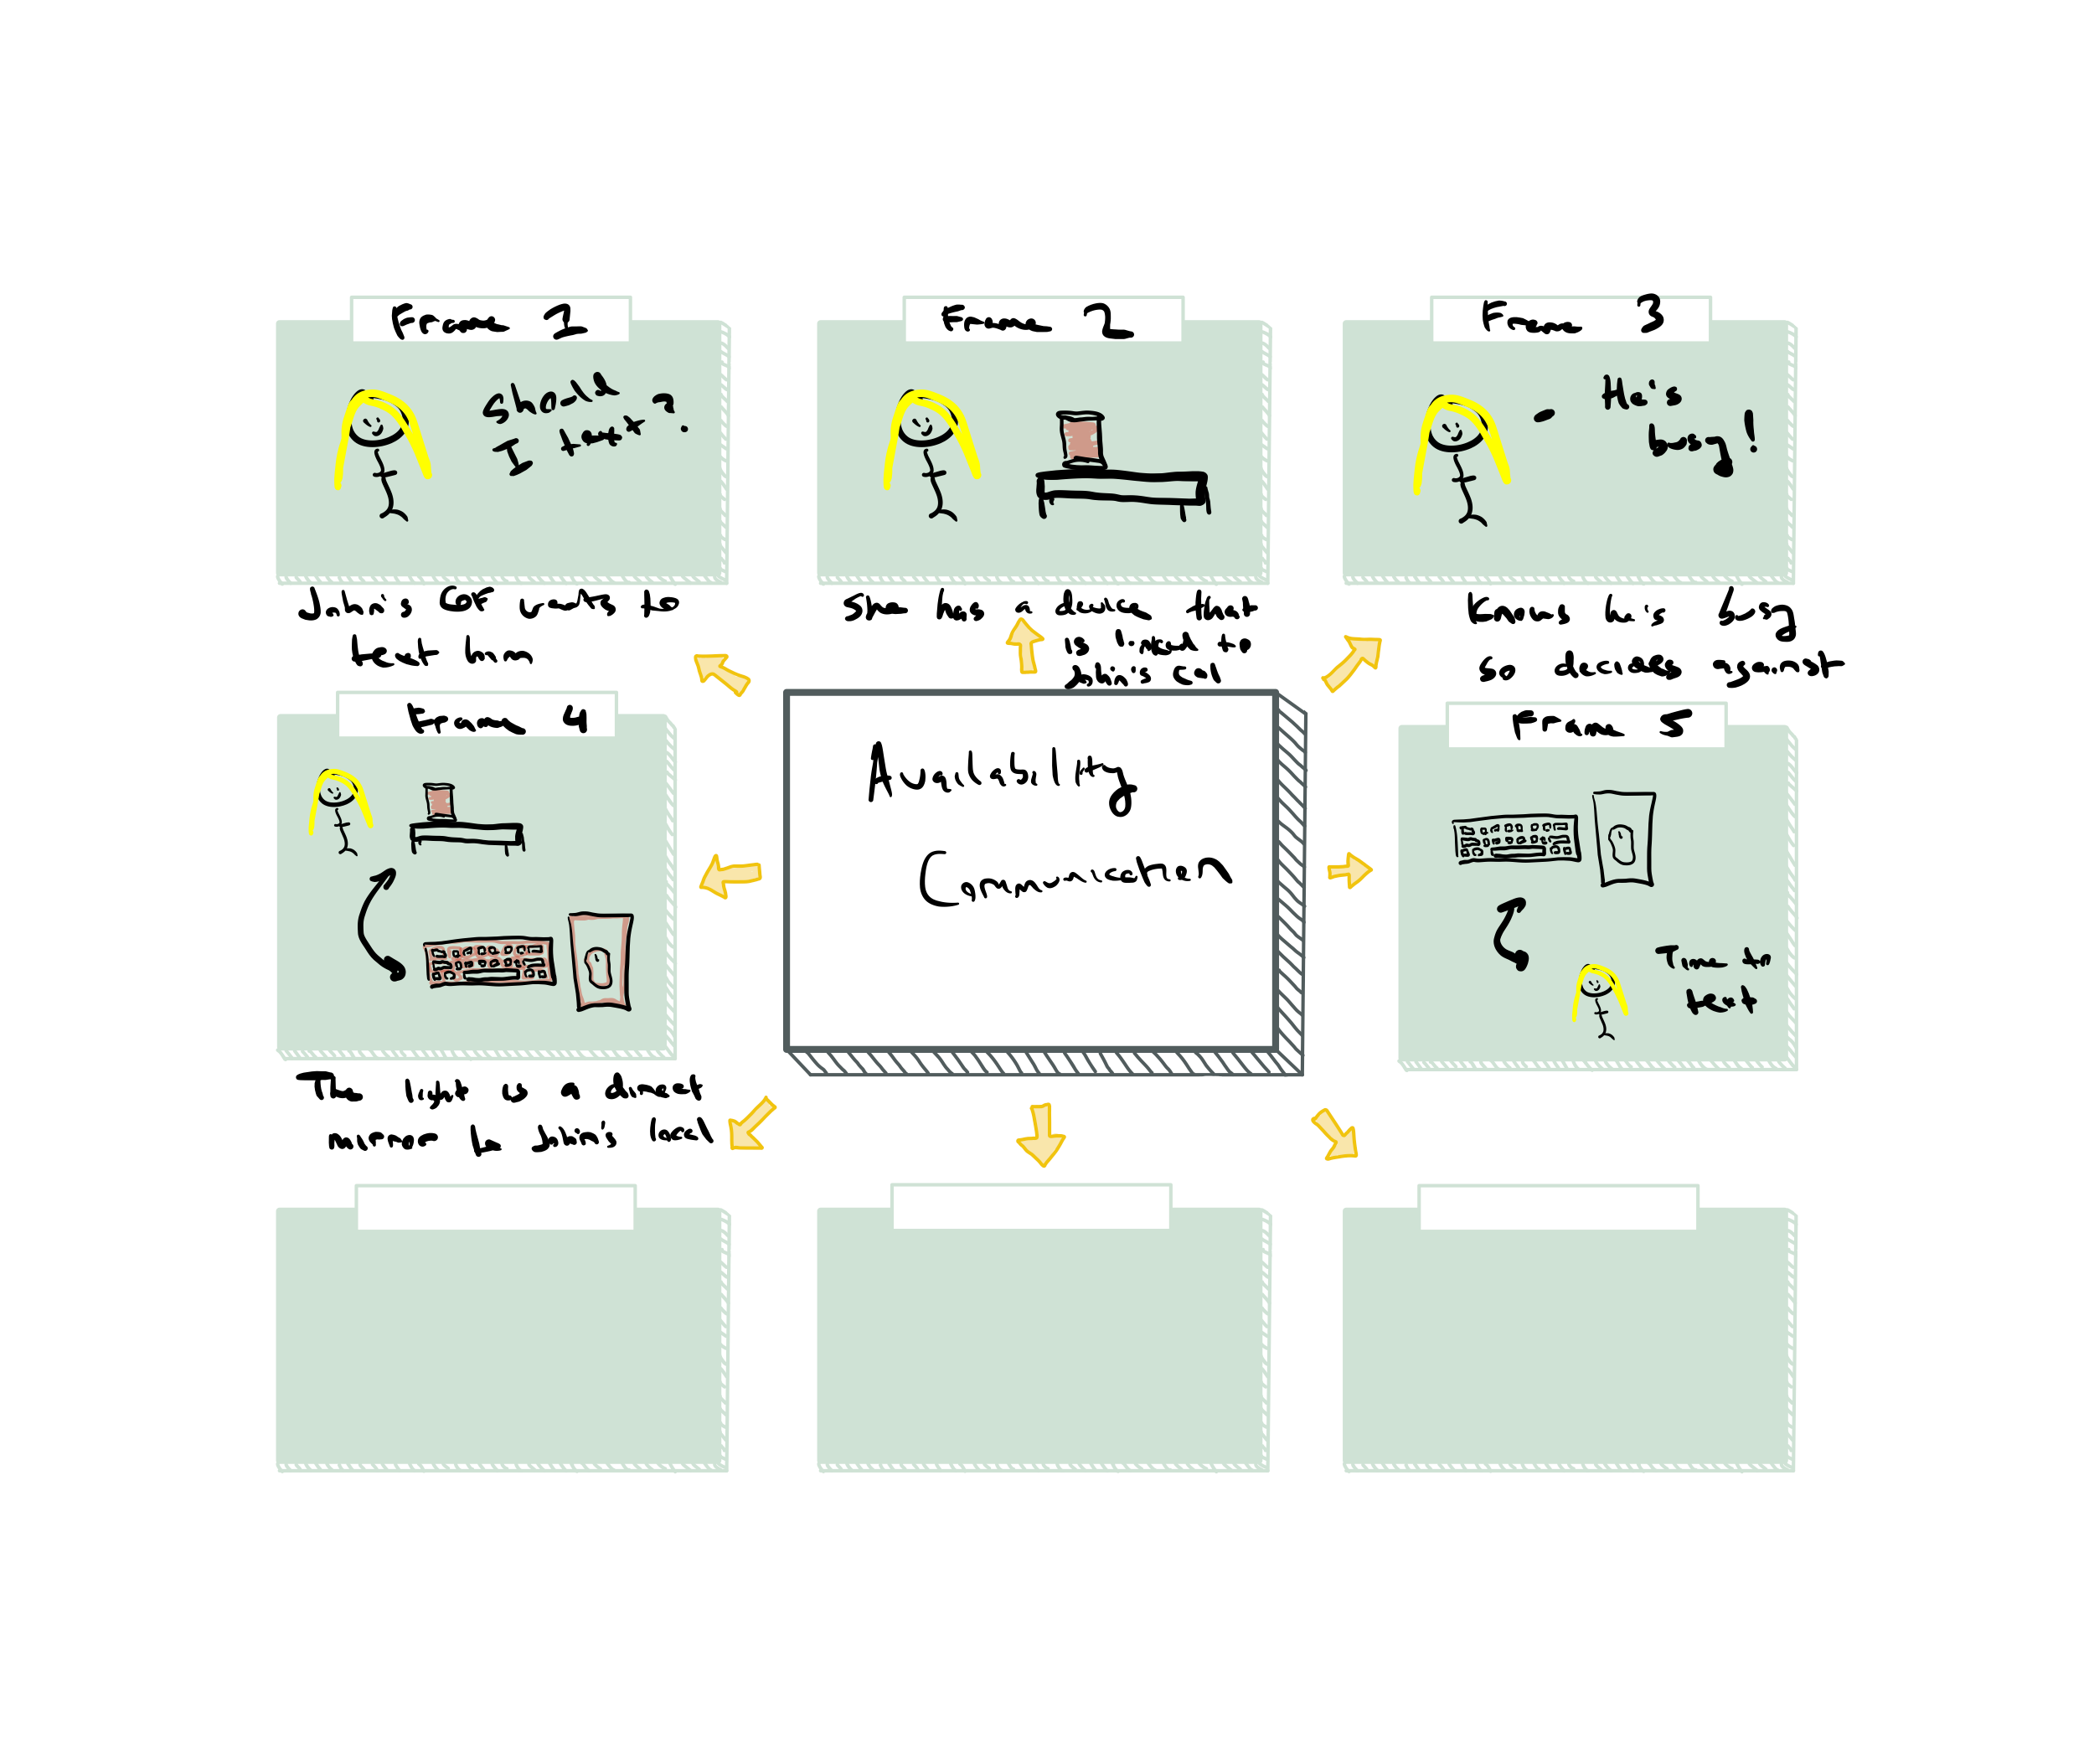 Frame 1
Should
I text?
John's GF wants to
text him
Frame 2
She has a device that
is linked to
John's cal
Frame 3
- He's
busy!
Knows he's busy
so decides against
Frame 4
The light is a direct
mirror to John's local
Availability
Communication
Frame 5
Time to
text